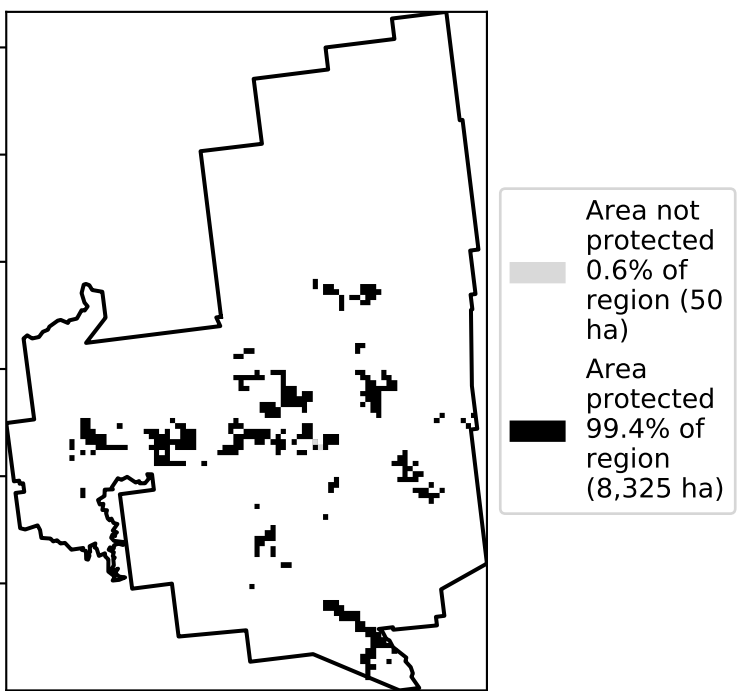 Area not
protected
0.6% of
region (50
ha)
Area
protected
99.4% of
region
(8,325 ha)